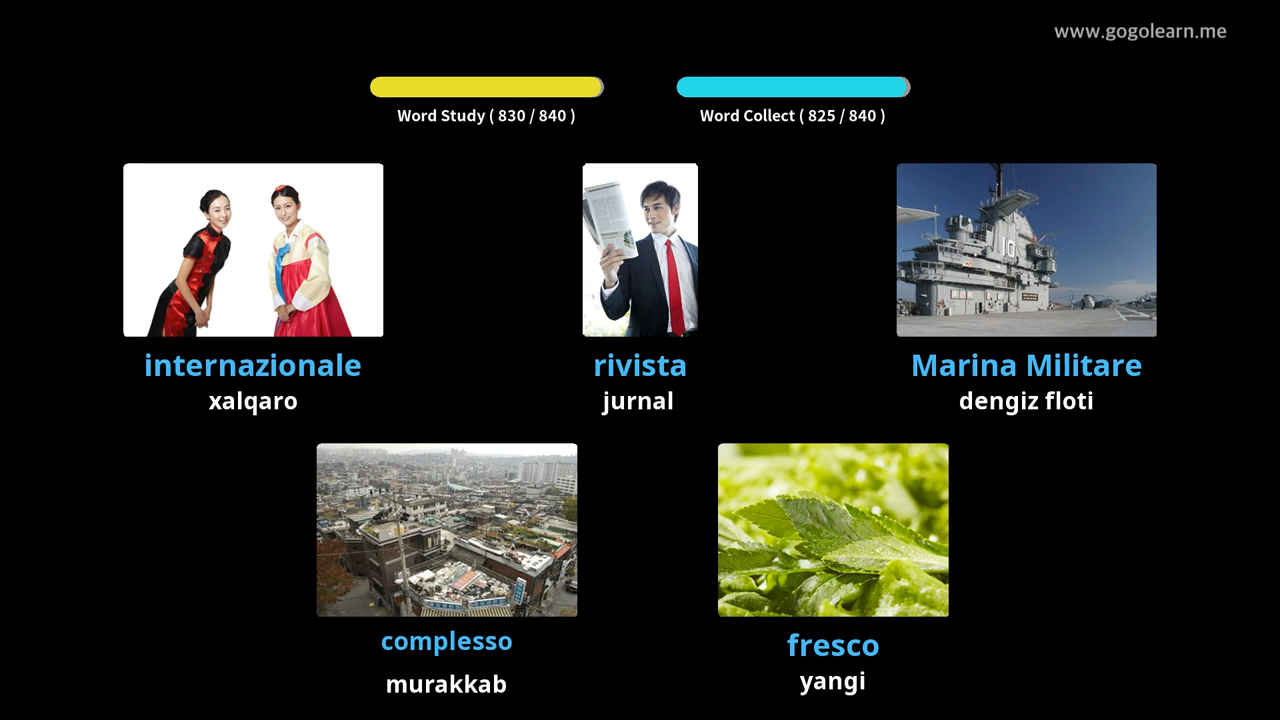 www.gogolearn.me
Word Study ( 830 / 840 )
Word Collect ( 825 / 840 )
internazionale
xalqaro
rivista
jurnal
Marina Militare
dengiz floti
10
complesso
murakkab
fresco
yangi